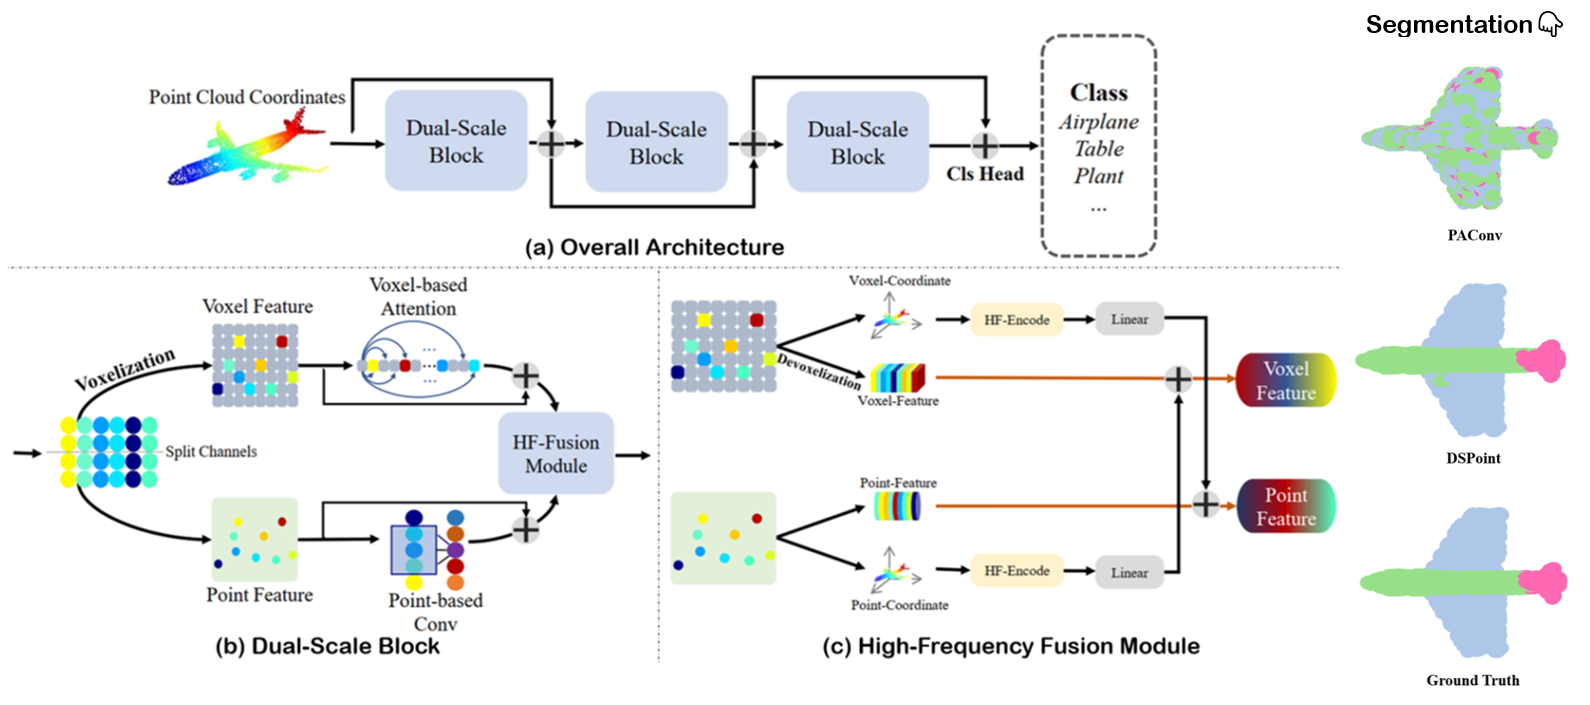 Segmentation
Point Cloud Coordinates
Dual-Scale
Block
Dual-Scale
Block
Dual-Scale
Block
Cls Head
Class
Airplane
Table
Plant
...
(a) Overall Architecture
PAConv
DSPoint
Ground Truth
Voxelization
Voxel Feature
Voxel-based
Attention
...
...
Split Channels
HF-Fusion
Module
Point Feature
Point-based
Conv
(b) Dual-Scale Block
Devoxelization
Voxel-Coordinate
HF-Encode
Linear
Voxel-Feature
Voxel
Feature
Point-Feature
Point
Feature
HF-Encode
Linear
Point-Coordinate
(c) High-Frequency Fusion Module